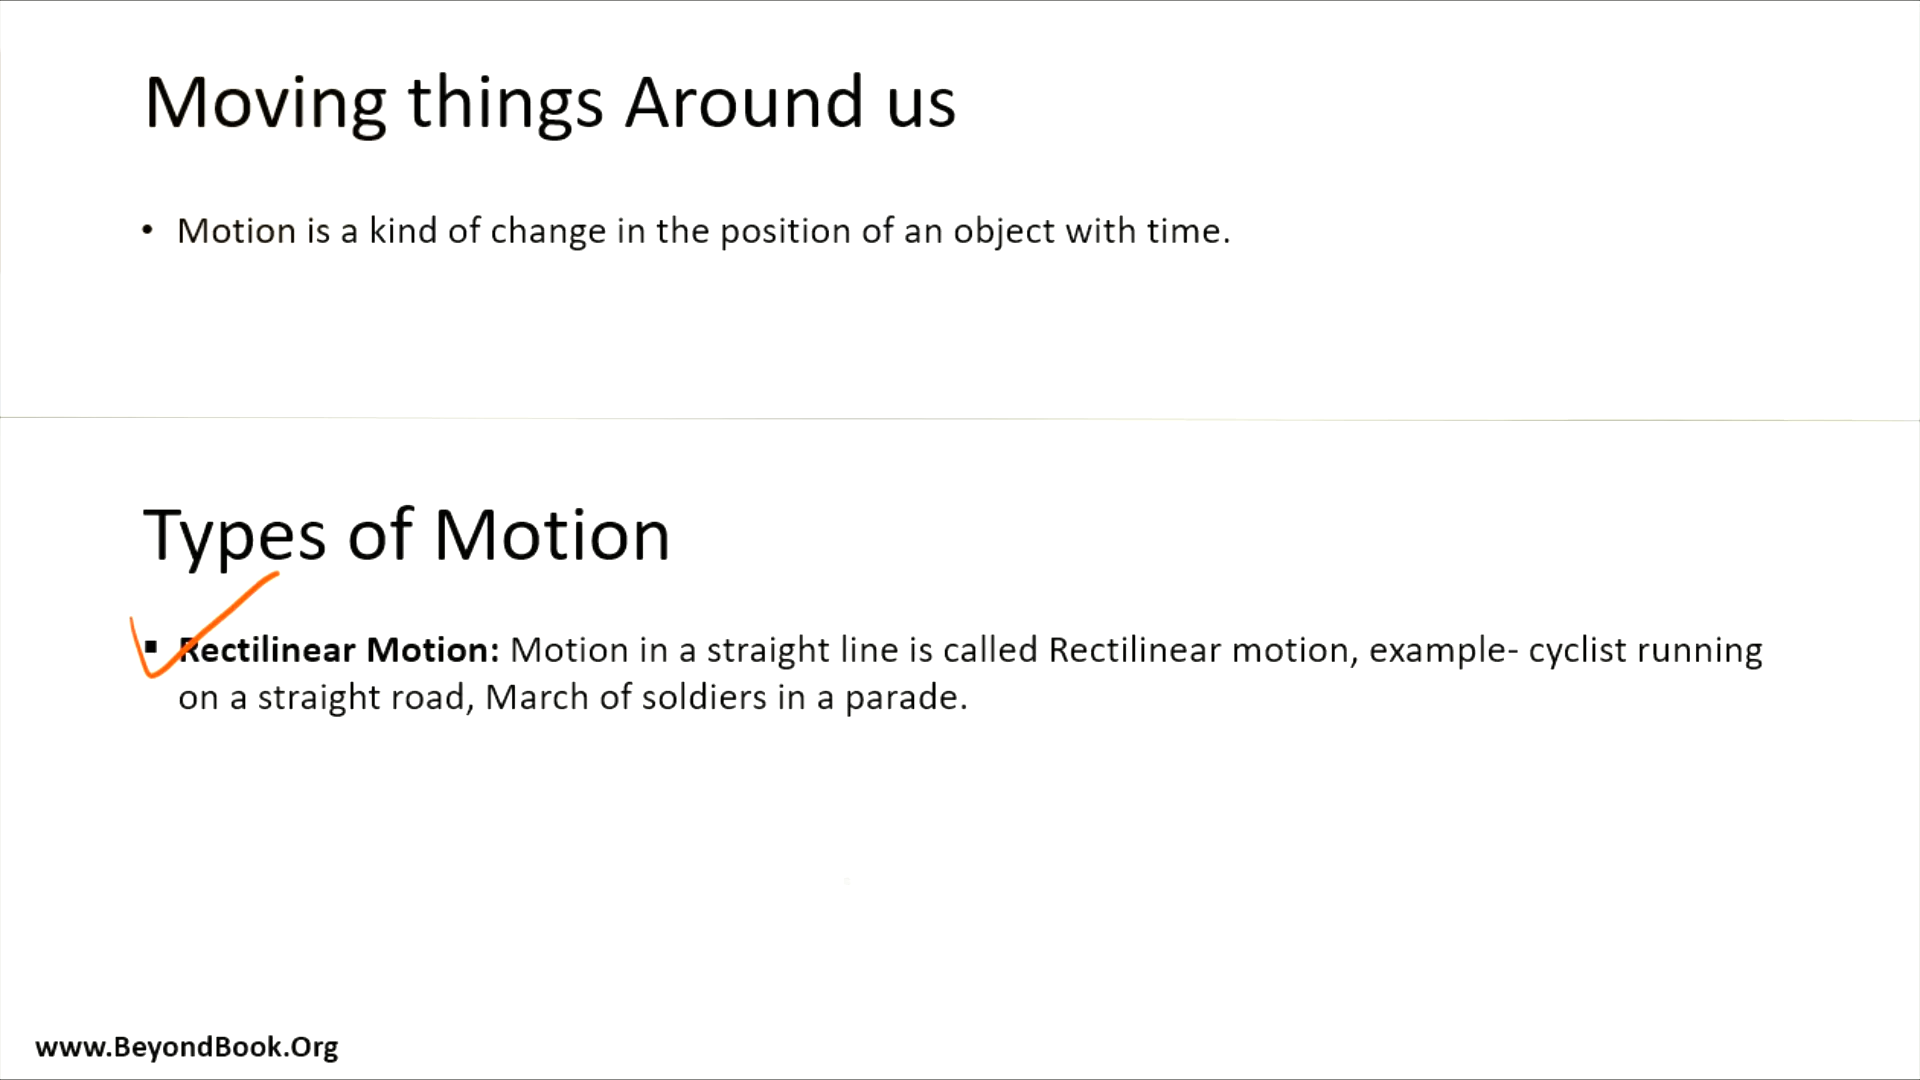 Moving things Around us
• Motion is a kind of change in the position of an object with time.
Types of Motion
▪ Rectilinear Motion: Motion in a straight line is called Rectilinear motion, example- cyclist running
on a straight road, March of soldiers in a parade.
www.BeyondBook.Org